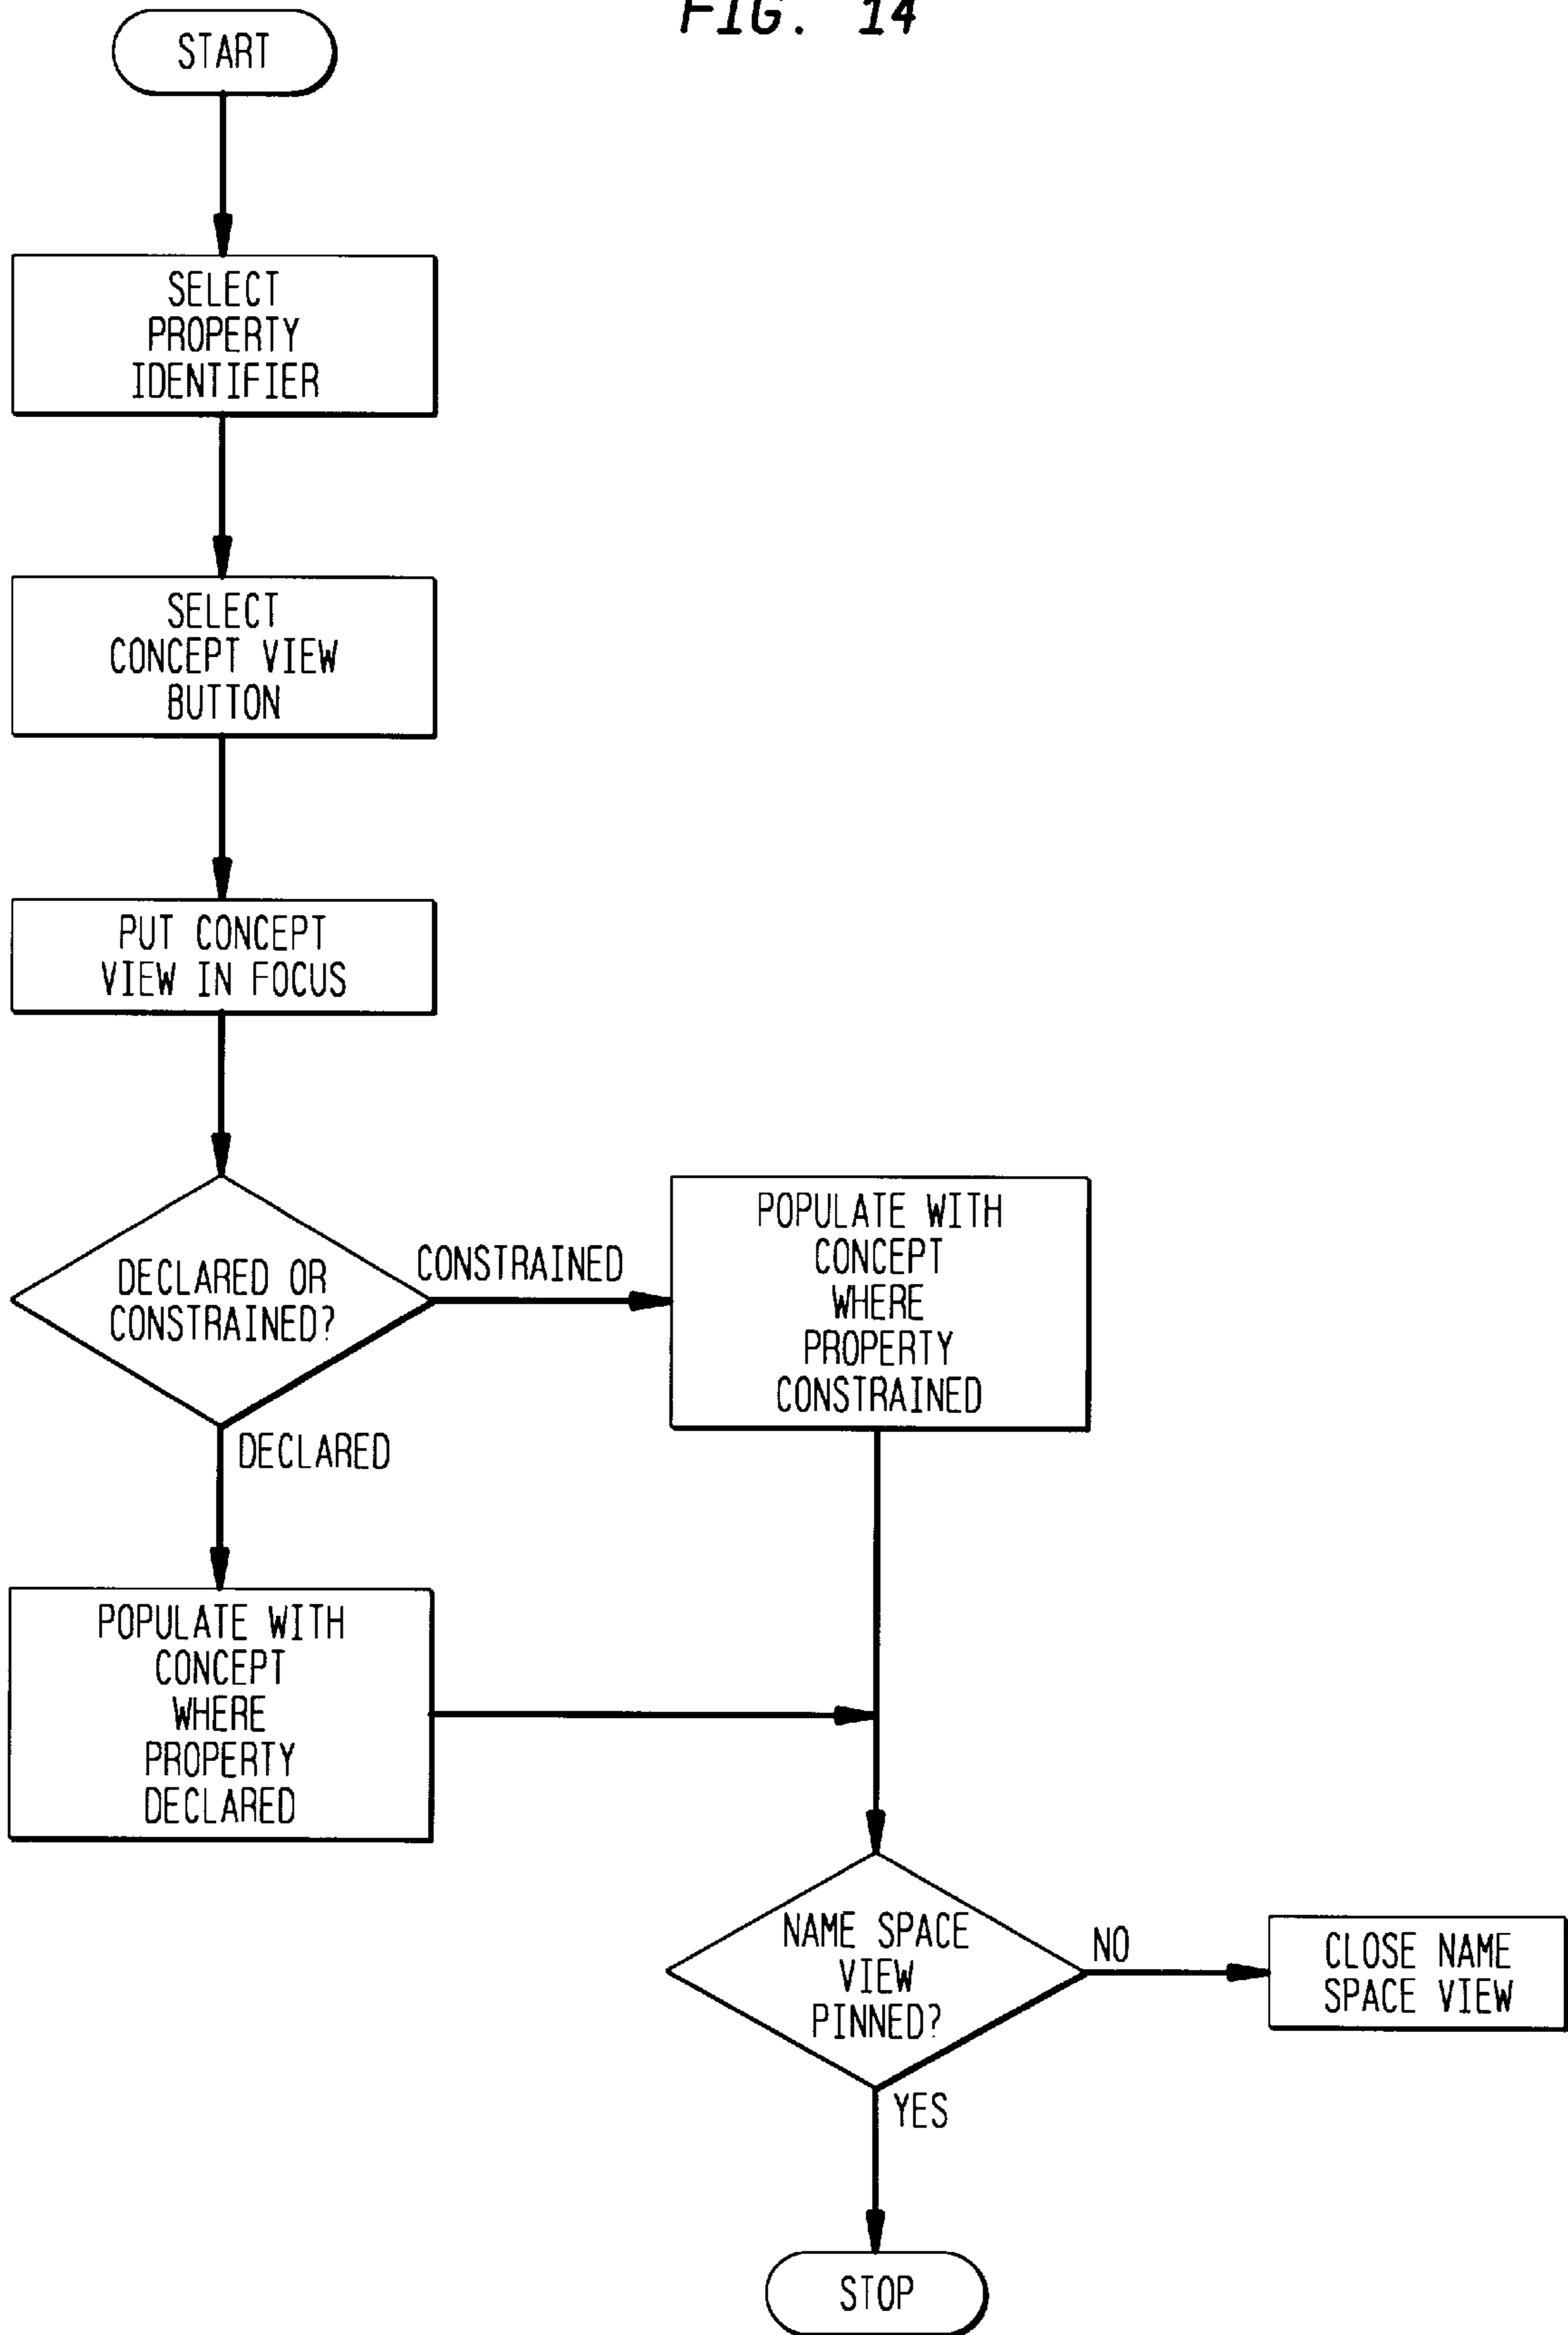 FIG. 14
START
SELECT
PROPERTY
IDENTIFIER
SELECT
CONCEPT VIEW
BUTTON
PUT CONCEPT
VIEW IN FOCUS
DECLARED OR
CONSTRAINED?
CONSTRAINED
POPULATE WITH
CONCEPT
WHERE
PROPERTY
CONSTRAINED
DECLARED
POPULATE WITH
CONCEPT
WHERE
PROPERTY
DECLARED
NAME SPACE
VIEW
PINNED?
NO
CLOSE NAME
SPACE VIEW
YES
STOP